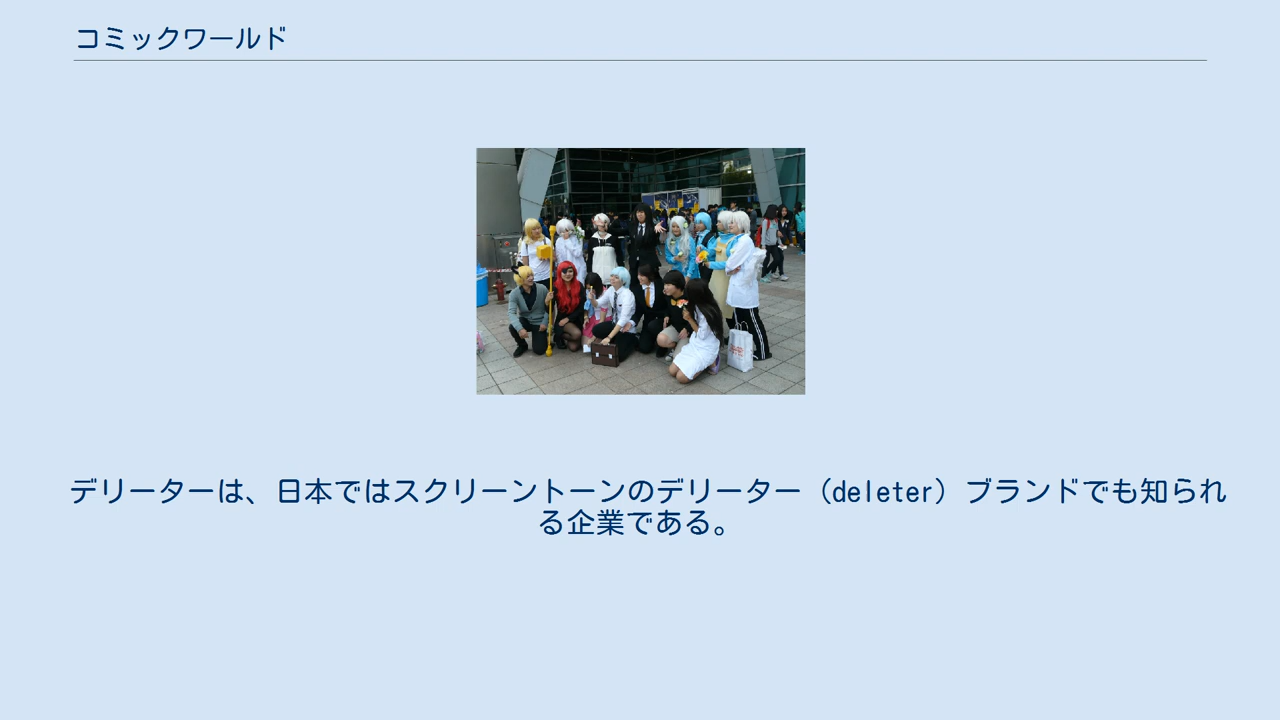 コミックワールド
デリーターは、日本ではスクリーントーンのデリーター（deleter）ブランドでも知られ
る企業である。